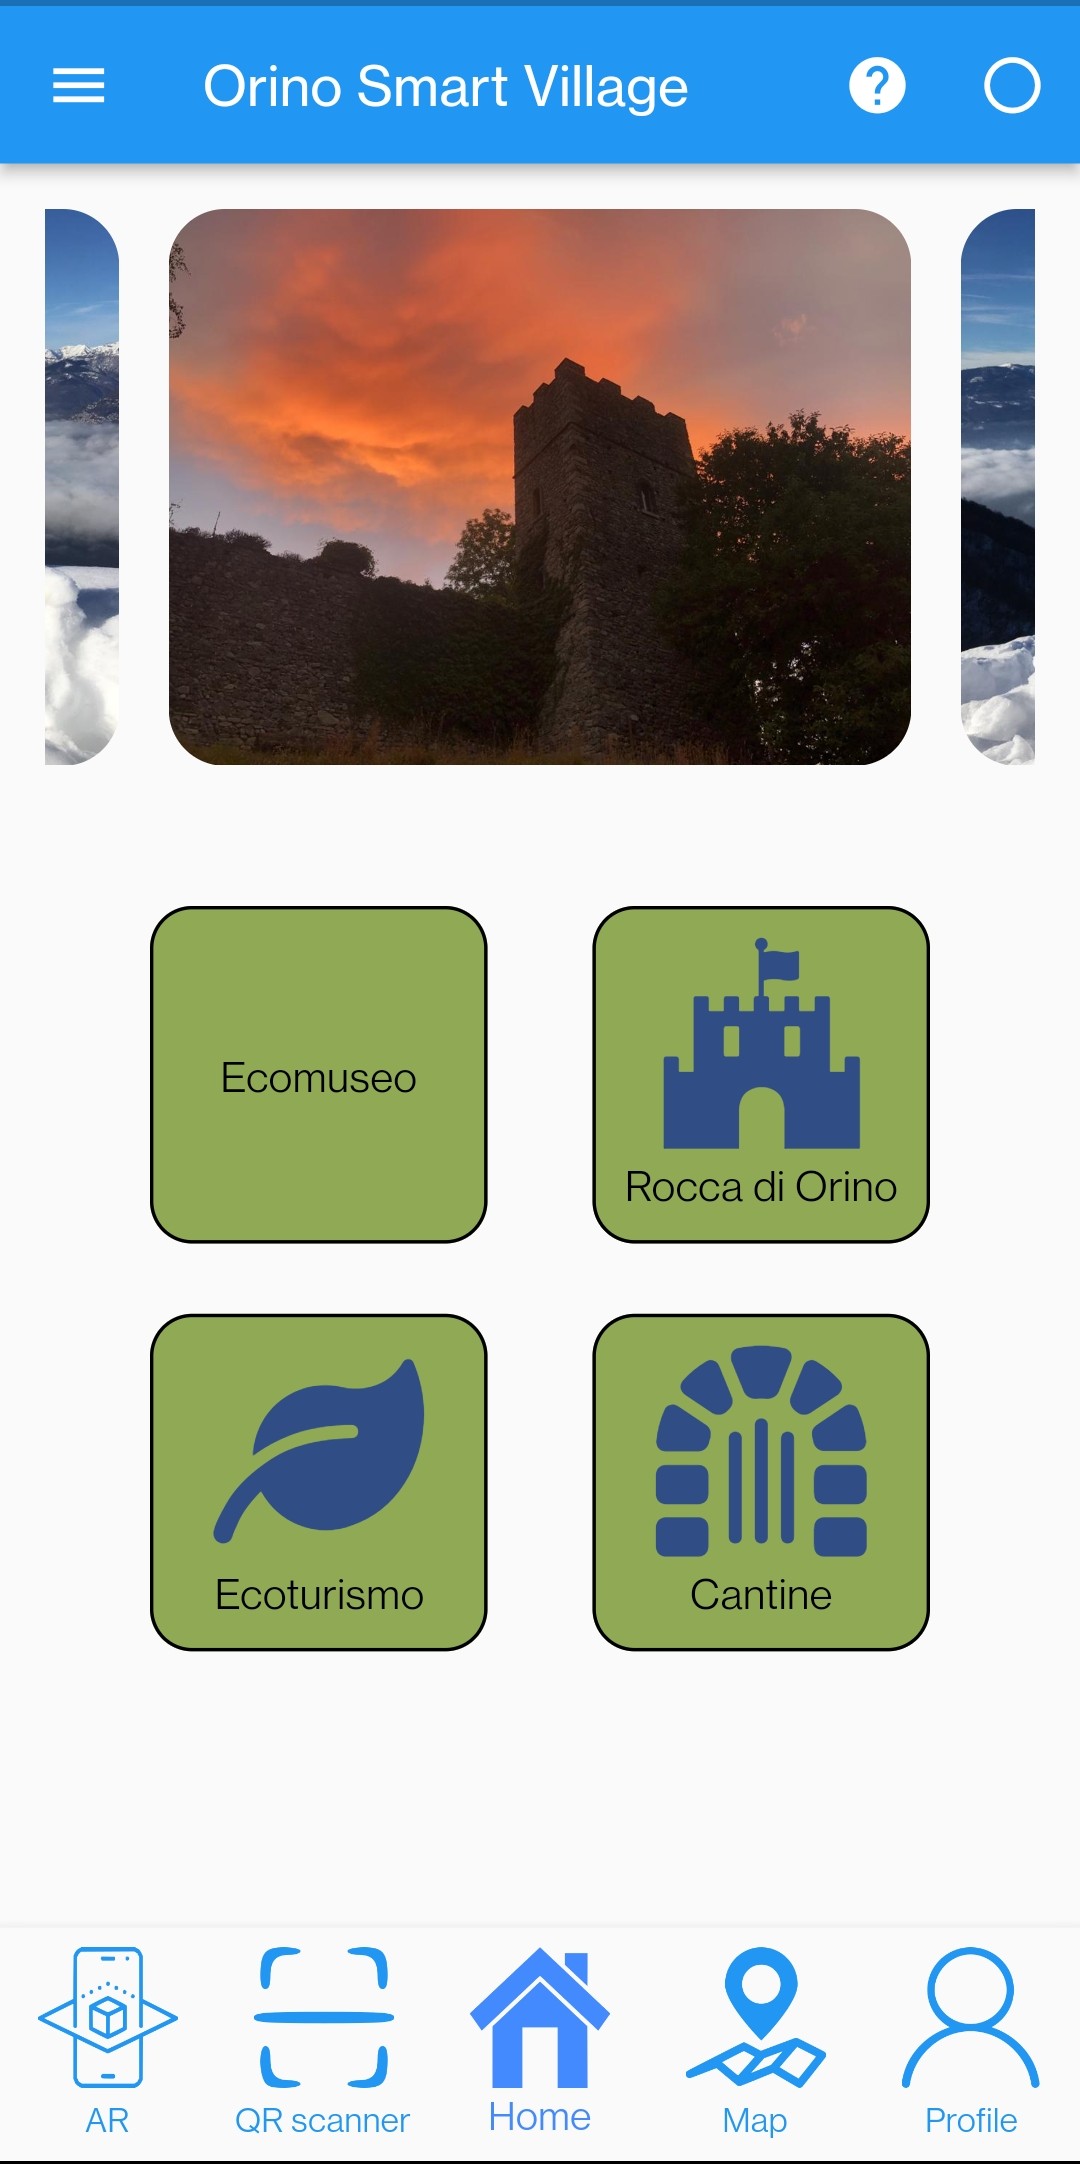 Orino Smart Village
Ecomuseo
Rocca di Orino
Ecoturismo
Cantine
AR
QR scanner
Home
Map
Profile